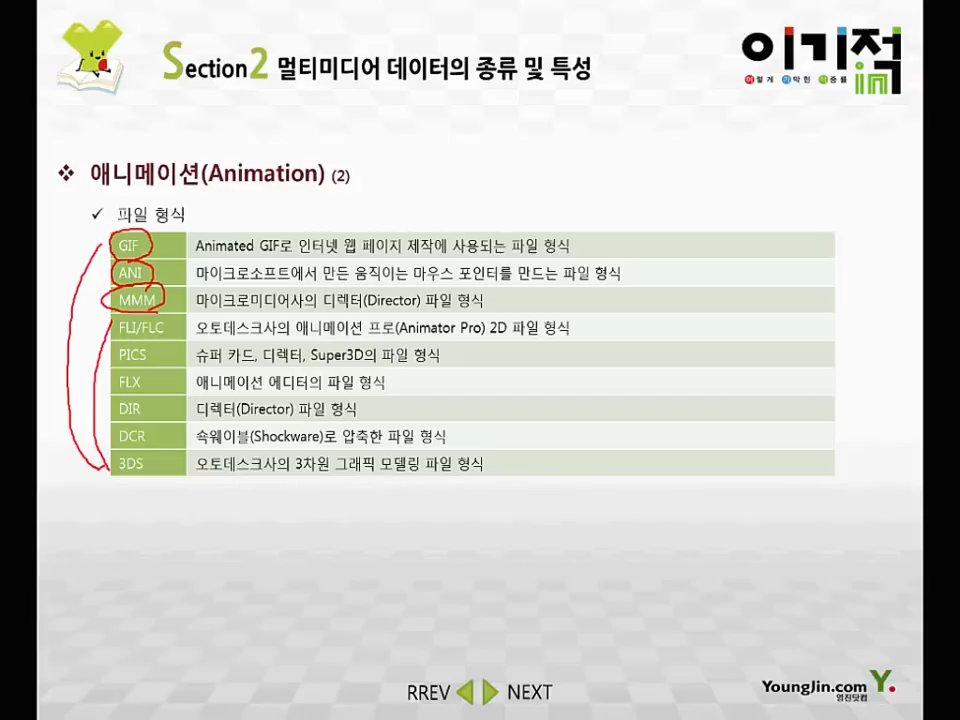 Section2 멀티미디어 데이터의 종류 및 특성
이기적in
이렇게 기막힌 적중률
❖ 애니메이션(Animation) (2)
✓ 파일 형식
GIF Animated GIF로 인터넷 웹 페이지 제작에 사용되는 파일 형식
ANI 마이크로소프트에서 만든 움직이는 마우스 포인터를 만드는 파일 형식
MMM 마이크로미디어사의 디렉터(Director) 파일 형식
FLI/FLC 오토데스크사의 애니메이션 프로(Animator Pro) 2D 파일 형식
PICS 슈퍼 카드, 디렉터, Super3D의 파일 형식
FLX 애니메이션 에디터의 파일 형식
DIR 디렉터(Director) 파일 형식
DCR 쇽웨이블(Shockware)로 압축한 파일 형식
3DS 오토데스크사의 3차원 그래픽 모델링 파일 형식
RREV NEXT
YoungJin.com Y.
영진닷컴